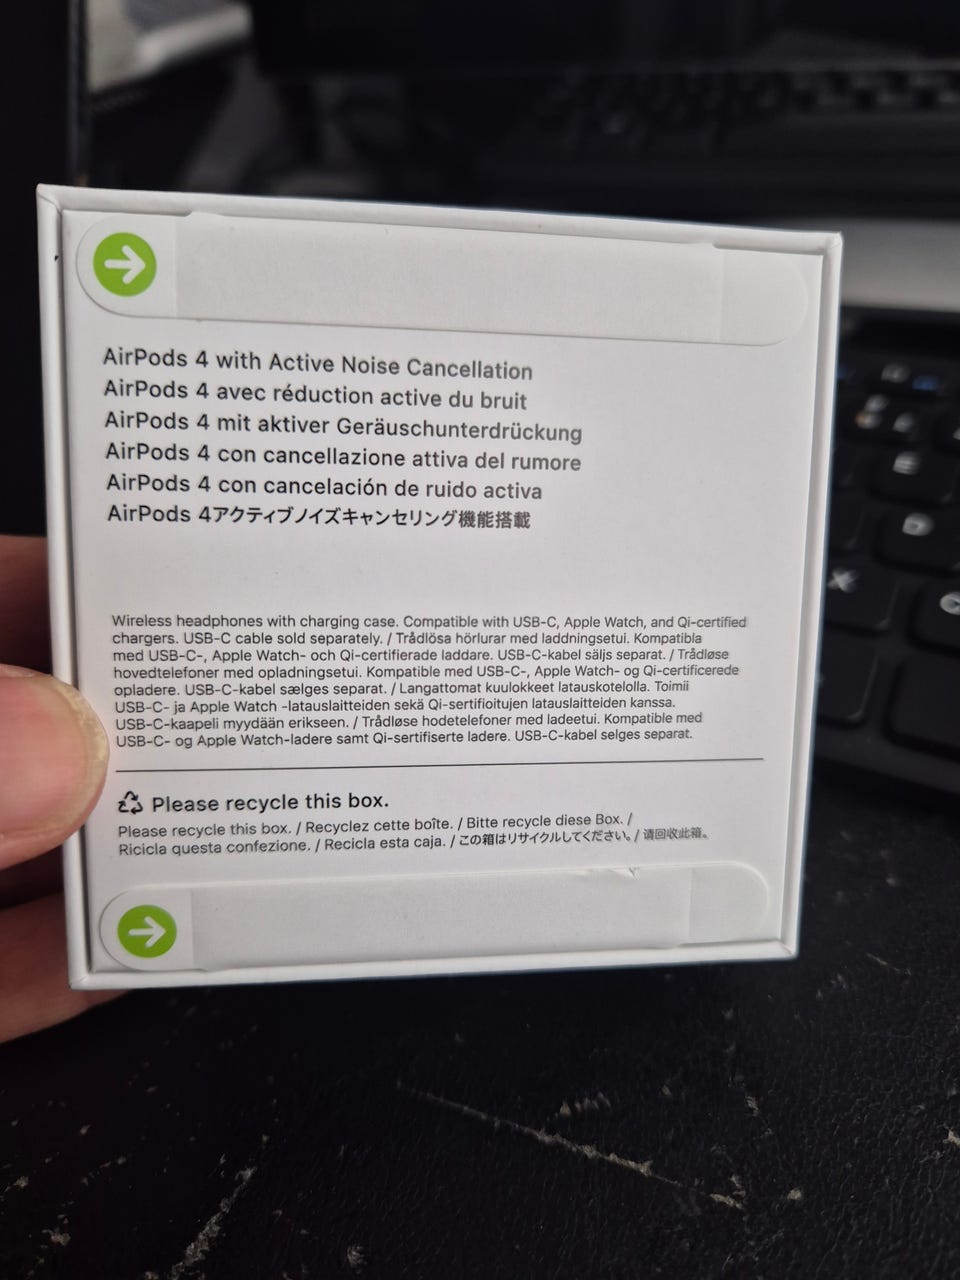 AirPods 4 with Active Noise Cancellation
AirPods 4 avec réduction active du bruit
AirPods 4 mit aktiver Geräuschunterdrückung
AirPods 4 con cancellazione attiva del rumore
AirPods 4 con cancelación de ruido activa
AirPods 4アクティブノイズキャンセリング機能搭載
Wireless headphones with charging case. Compatible with USB-C, Apple Watch, and Qi-certified
chargers. USB-C cable sold separately. / Trådlösa hörlurar med laddningsetui. Kompatibla
med USB-C-, Apple Watch- och Qi-certifierade laddare. USB-C-kabel säljs separat. / Trådløse
hovedtelefoner med opladningsetui. Kompatible med USB-C-, Apple Watch- og Qi-certificerede
opladere. USB-C-kabel sælges separat. / Langattomat kuulokkeet latauskotelolla. Toimii
USB-C- ja Apple Watch -latauslaitteiden sekä Qi-sertifioitujen latauslaitteiden kanssa.
USB-C-kaapeli myydään erikseen. / Trådløse hodetelefoner med ladeetui. Kompatible med
USB-C- og Apple Watch-ladere samt Qi-sertifiserte ladere. USB-C-kabel selges separat.
Please recycle this box.
Please recycle this box. / Recyclez cette boîte. / Bitte recycle diese Box. /
Ricicla questa confezione. / Recicla esta caja. / この箱はリサイクルしてください。/ 请回收此箱。
E
D
X
C